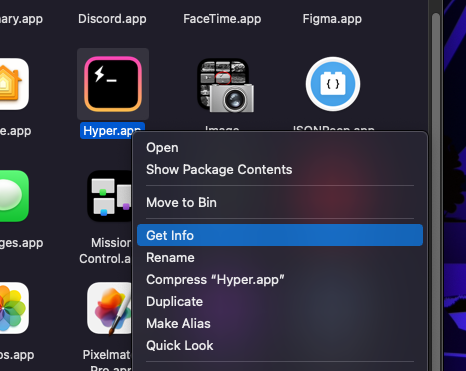 nary.app
Discord.app
FaceTime.app
Figma.app
e.app
Hyper.app
Image
JSONPeep.app
ges.app
Mission
Control.a
os.app
Pixelmat
Pro.app
Open
Show Package Contents
Move to Bin
Get Info
Rename
Compress “Hyper.app”
Duplicate
Make Alias
Quick Look